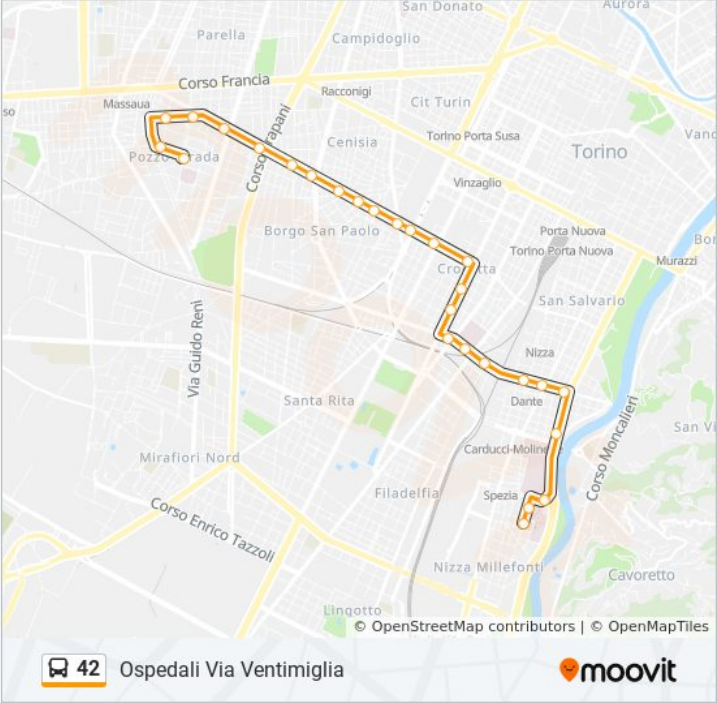 San Donato
Aurora
Parella
Campidoglio
Corso Francia
Racconigi
Massaua
Cit Turin
so
Corso Trapani
Cenisia
Torino Porta Susa
Torino
Vanc
Pozzo Strada
Vinzaglio
Borgo San Paolo
Porta Nuova
Bor
Torino Porta Nuova
Murazzi
Crocetta
San Salvario
Via Guido Reni
Nizza
Santa Rita
Dante
Corso Moncalieri
San Vi
Carducci-Moline
Mirafiori Nord
Filadelfia
Spezia
Corso Enrico Tazzoli
Nizza Millefonti
Cavoretto
Lingotto
© OpenStreetMap contributors | © OpenMapTiles
42 Ospedali Via Ventimiglia
moovit